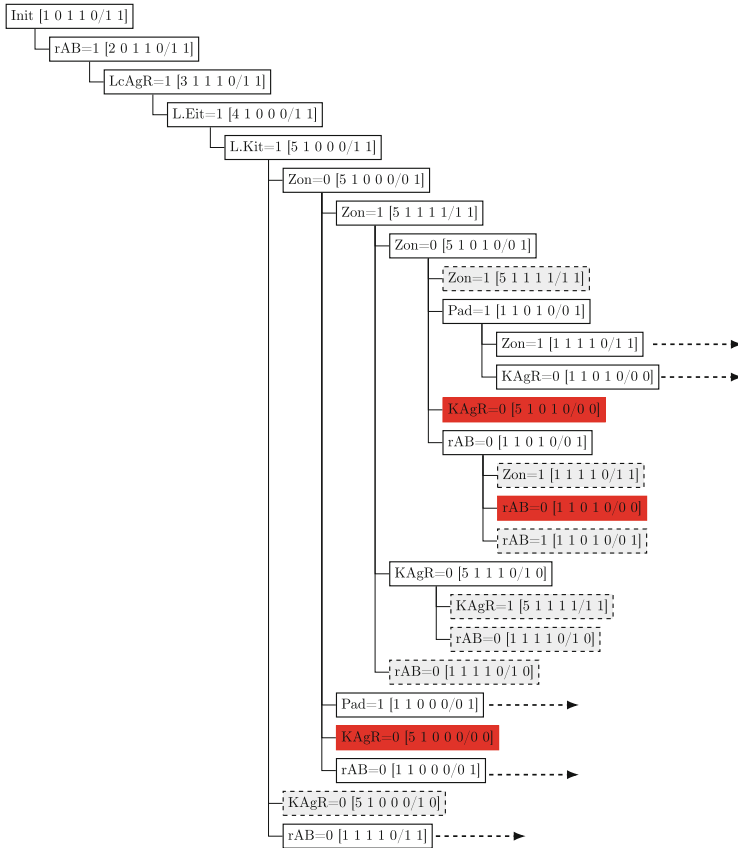 Init [1 0 1 1 0/1 1]
rAB=1 [2 0 1 1 0/1 1]
LcAgR=1 [3 1 1 1 0/1 1]
L.Eit=1 [4 1 0 0 0/1 1]
L.Kit=1 [5 1 0 0 0/1 1]
Zon=0 [5 1 0 0 0/0 1]
Zon=1 [5 1 1 1 1/1 1]
Zon=0 [5 1 0 1 0/0 1]
Zon=1 [5 1 1 1 1/1 1]
Pad=1 [1 1 0 1 0/0 1]
Zon=1 [1 1 1 1 0/1 1]
KAgR=0 [1 1 0 1 0/0 0]
KAgR=0 [5 1 0 1 0/0 0]
rAB=0 [1 1 0 1 0/0 1]
Zon=1 [1 1 1 1 0/1 1]
rAB=0 [1 1 0 1 0/0 0]
rAB=1 [1 1 0 1 0/0 1]
KAgR=0 [5 1 1 1 0/1 0]
KAgR=1 [5 1 1 1 1/1 1]
rAB=0 [1 1 1 1 0/1 0]
rAB=0 [1 1 1 1 0/1 0]
Pad=1 [1 1 0 0 0/0 1]
KAgR=0 [5 1 0 0 0/0 0]
rAB=0 [1 1 0 0 0/0 1]
KAgR=0 [5 1 0 0 0/1 0]
rAB=0 [1 1 1 1 0/1 1]